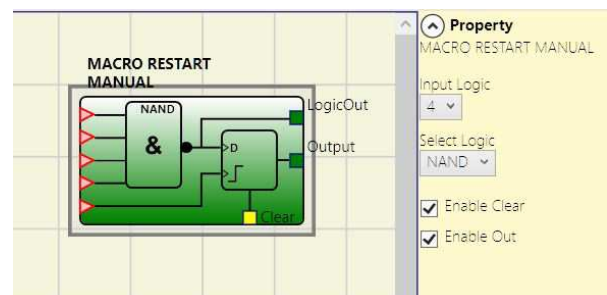 MACRO RESTART
MANUAL
NAND
&
D
LogicOut
Output
Clear
Property
MACRO RESTART MANUAL
Input Logic
4
Select Logic
NAND
Enable Clear
Enable Out